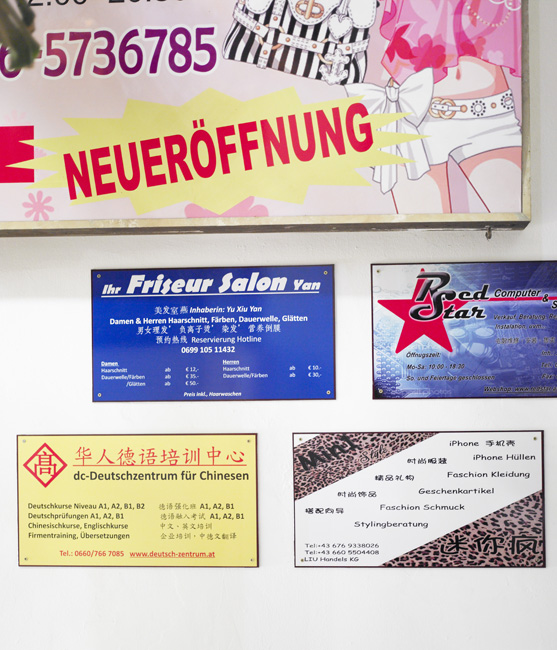 5736785
NEUERÖFFNUNG
Ihr Friseur Salon Yan
美发室 燕 Inhaberin: Yu Xiu Yan
Damen & Herren Haarschnitt, Färben, Dauerwelle, Glätten
男女理发 负离子烫 染发 营养倒膜
预约热线 Reservierung Hotline
0699 105 11432
Damen
Haarschnitt ab € 12,-
Dauerwelle/Färben ab € 35.-
/Glätten ab € 50.-
Herren
Haarschnitt ab € 10.-
Dauerwelle/Färben ab € 30,-
Preis inkl., Haarwaschen
Red Star Computer &
Öffnugszeit:
Mo-Sa: 10.00 - 18.30
So. und Feiertage geschlossen
高 华人德语培训中心
dc-Deutschzentrum für Chinesen
Deutschkurse Niveau A1, A2, B1, B2
Deutschprüfungen A1, A2, B1
Chinesischkurse, Englischkurse
Firmentraining, Übersetzungen
德语强化班 A1, A2, B1
德语融入考试 A1, A2, B1
中文、英文培训
企业培训、中德文翻译
Tel.: 0660/766 7085 www.deutsch-zentrum.at
Mini
iPhone 手机壳
时尚服装 iPhone Hüllen
精品礼物 Faschion Kleidung
时尚饰品 Geschenkartikel
搭配向导 Faschion Schmuck
Stylingberatung
Tel:+43 676 9338026
Tel:+43 660 5504408
LIU Handels KG
迷你疯